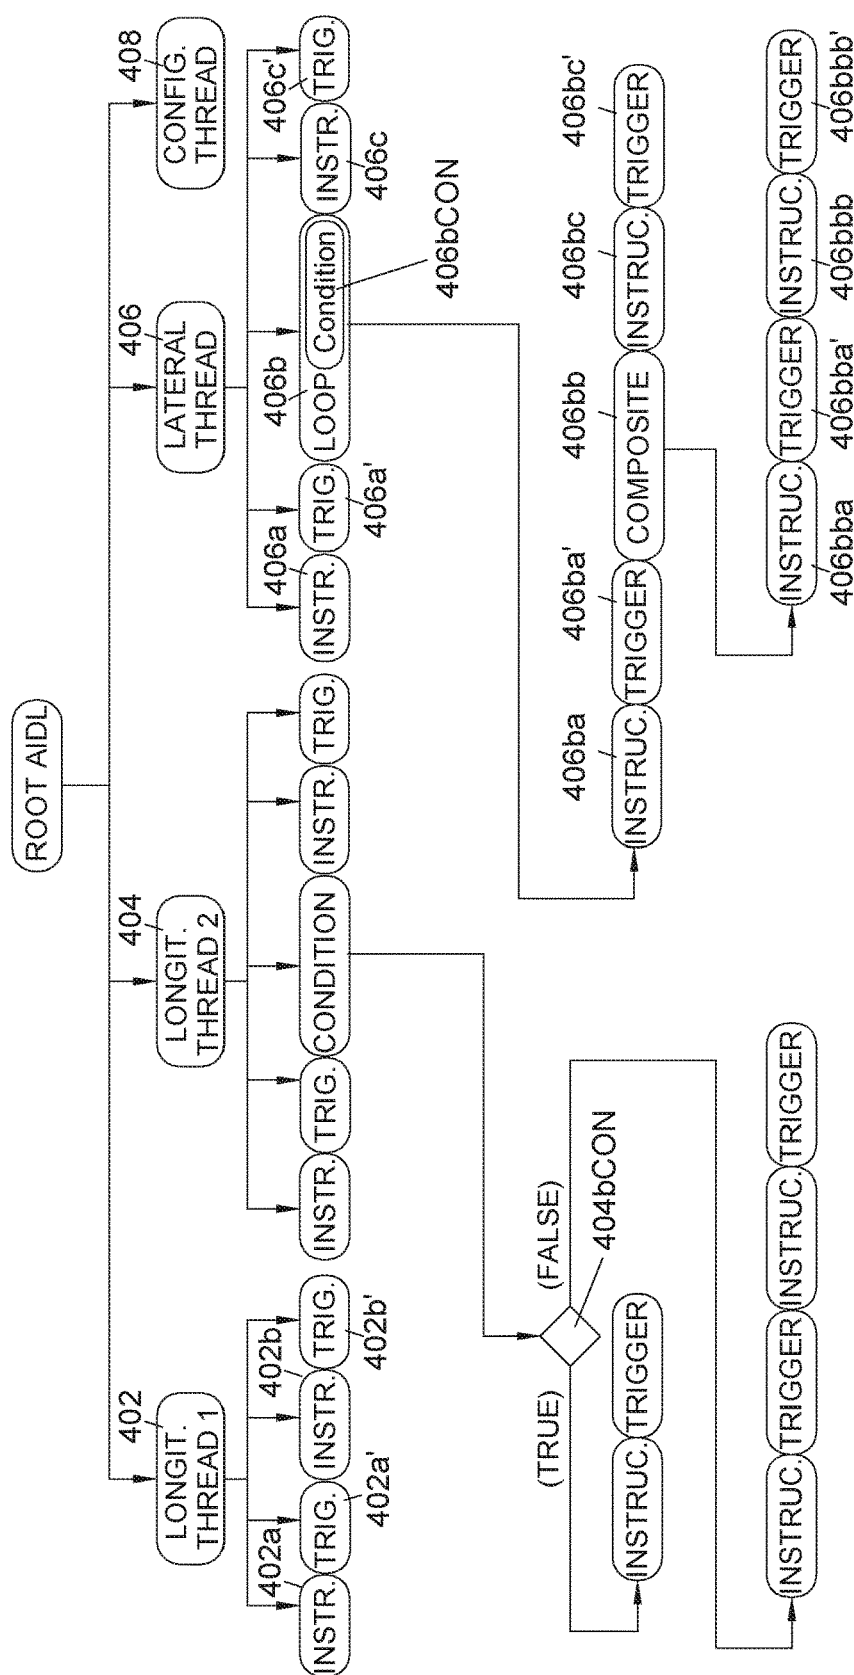 ROOT AIDL
402
404
406
408
LONGIT.
THREAD 1
LONGIT.
THREAD 2
LATERAL
THREAD
CONFIG.
THREAD
402a
402b
406a
406b
406c'
INSTR.
TRIG.
INSTR.
TRIG.
INSTR.
TRIG.
CONDITION
INSTR.
TRIG.
INSTR.
TRIG.
LOOP
Condition
INSTR.
TRIG.
402a'
402b'
406a'
406c
406bCON
(TRUE)
(FALSE)
404bCON
406ba
406ba'
406bb
406bc
406bc'
INSTRUC.
TRIGGER
INSTRUC.
TRIGGER
COMPOSITE
INSTRUC.
TRIGGER
INSTRUC.
TRIGGER
INSTRUC.
TRIGGER
INSTRUC.
TRIGGER
INSTRUC.
TRIGGER
406bba
406bba'
406bbb
406bbb'